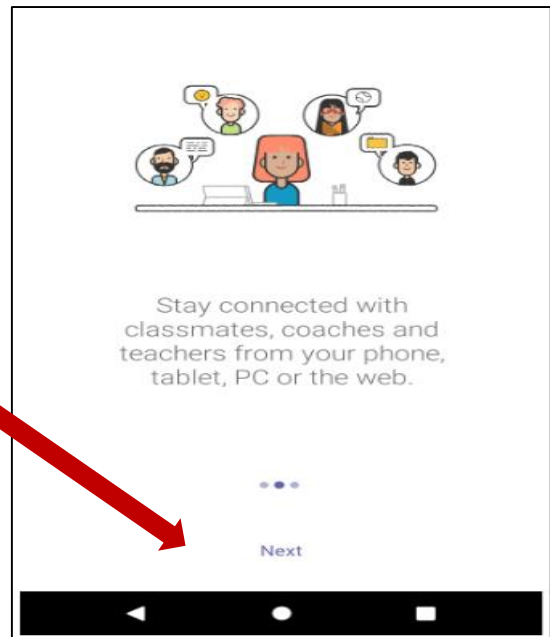 Stay connected with
classmates, coaches and
teachers from your phone,
tablet, PC or the web.
Next